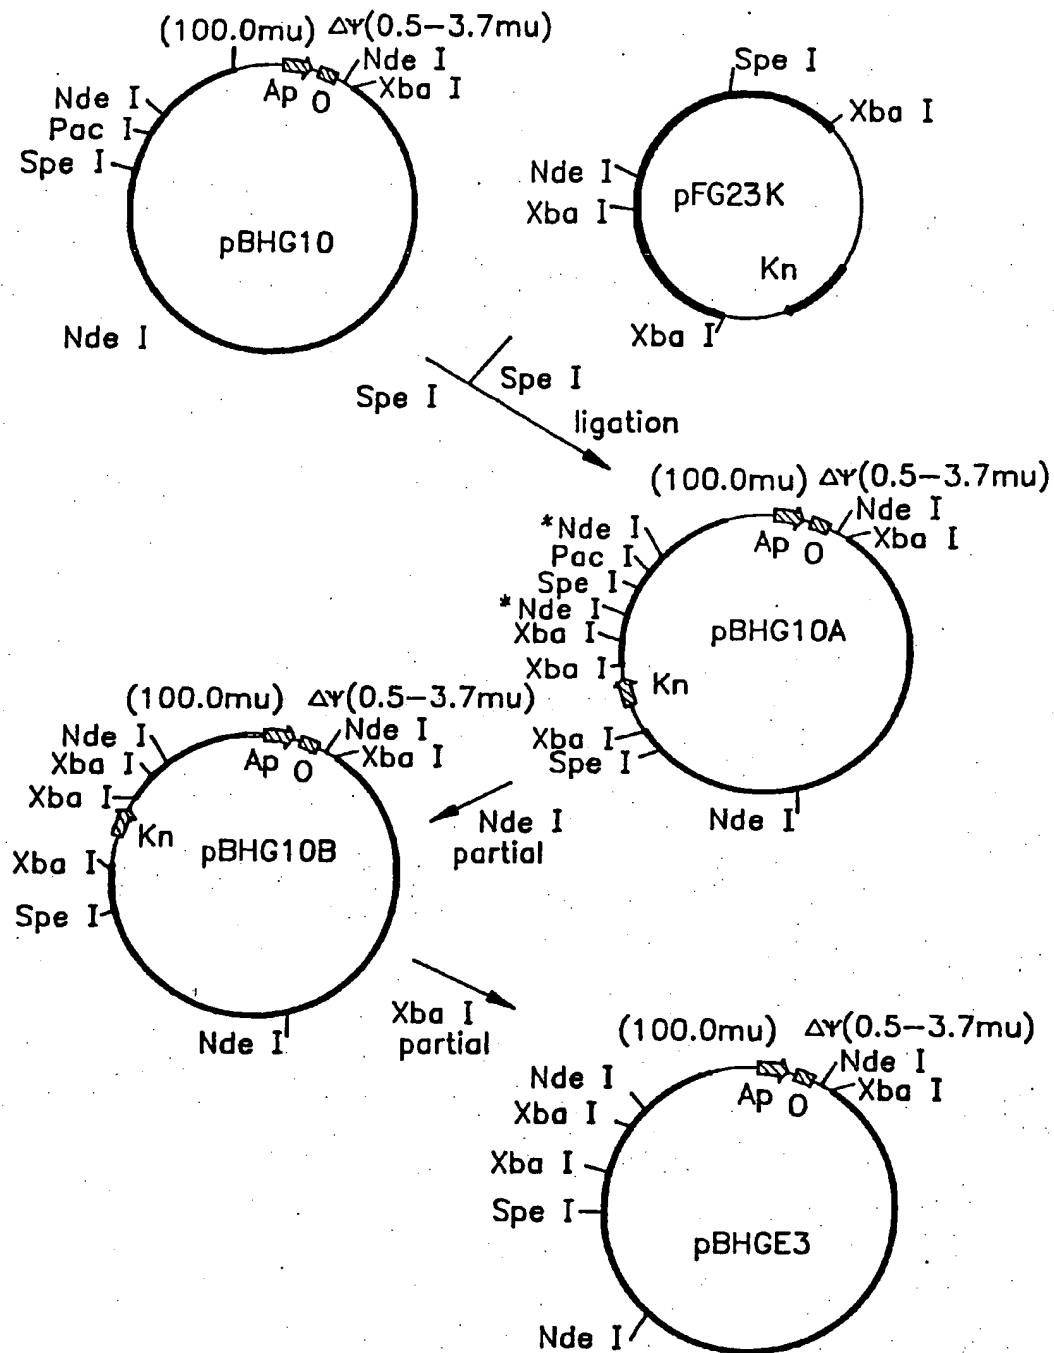 (100.0mu) ΔΨ(0.5-3.7mu)
Nde I
Xba I
Ap O
Nde I
Pac I
Spe I
pBHG10
Nde I
Spe I
Xba I
Nde I
Xba I
pFG23K
Kn
Xba I
Spe I
Spe I
ligation
(100.0mu) ΔΨ(0.5-3.7mu)
Nde I
Xba I
Ap O
*Nde I
Pac I
Spe I
*Nde I
Xba I
Xba I
Kn
pBHG10A
Xba I
Spe I
Nde I
Nde I
partial
(100.0mu) ΔΨ(0.5-3.7mu)
Nde I
Xba I
Ap O
Nde I
Xba I
Xba I
Kn
pBHG10B
Xba I
Spe I
Nde I
Xba I
partial
(100.0mu) ΔΨ(0.5-3.7mu)
Nde I
Xba I
Ap O
Nde I
Xba I
Xba I
Spe I
pBHGE3
Nde I